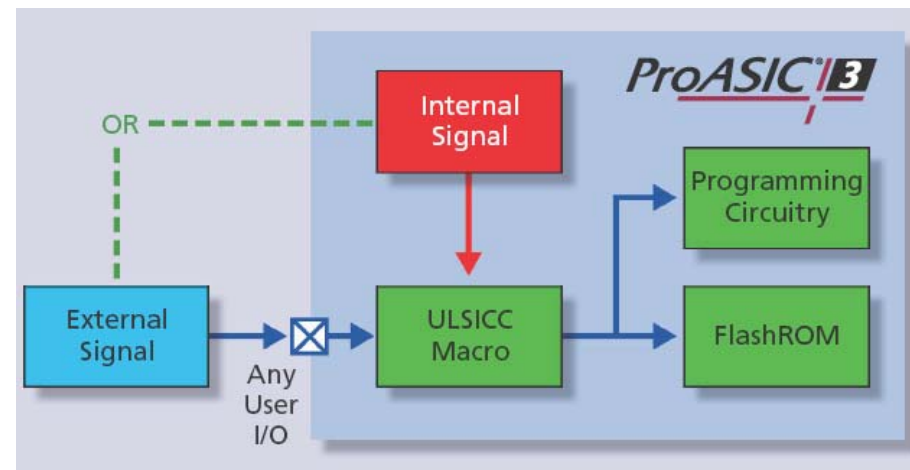 ProASIC®3
Internal
Signal
OR
Programming
Circuitry
External
Signal
Any
User
I/O
ULSICC
Macro
FlashROM